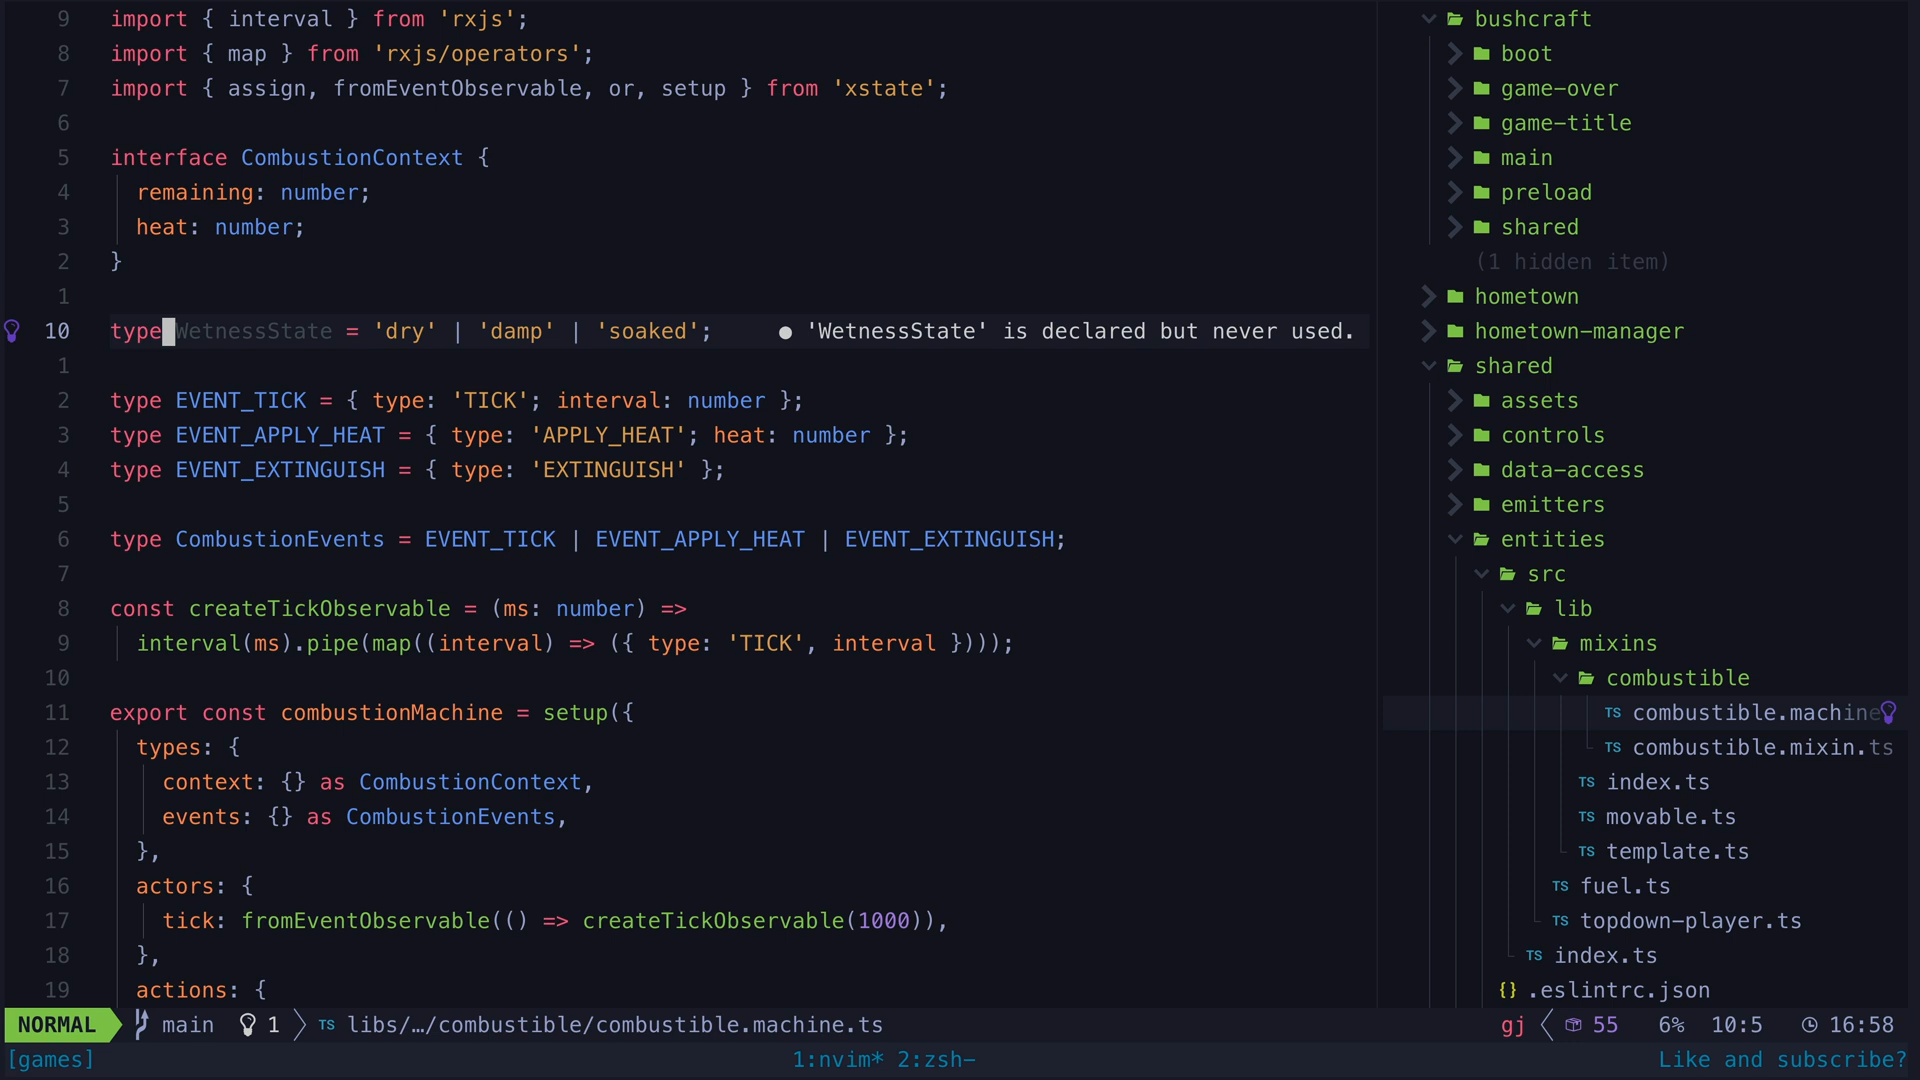 9 import { interval } from 'rxjs';
8 import { map } from 'rxjs/operators';
7 import { assign, fromEventObservable, or, setup } from 'xstate';
6
5 interface CombustionContext {
4 remaining: number;
3 heat: number;
2 }
1
10 type WetnessState = 'dry' | 'damp' | 'soaked'; ● 'WetnessState' is declared but never used.
1
2 type EVENT_TICK = { type: 'TICK'; interval: number };
3 type EVENT_APPLY_HEAT = { type: 'APPLY_HEAT'; heat: number };
4 type EVENT_EXTINGUISH = { type: 'EXTINGUISH' };
5
6 type CombustionEvents = EVENT_TICK | EVENT_APPLY_HEAT | EVENT_EXTINGUISH;
7
8 const createTickObservable = (ms: number) =>
9 interval(ms).pipe(map((interval) => ({ type: 'TICK', interval })));
10
11 export const combustionMachine = setup({
12 types: {
13 context: {} as CombustionContext,
14 events: {} as CombustionEvents,
15 },
16 actors: {
17 tick: fromEventObservable(() => createTickObservable(1000)),
18 },
19 actions: {
bushcraft
boot
game-over
game-title
main
preload
shared
(1 hidden item)
hometown
hometown-manager
shared
assets
controls
data-access
emitters
entities
src
lib
mixins
combustible
TS combustible.machine
TS combustible.mixin.ts
TS index.ts
TS movable.ts
TS template.ts
TS fuel.ts
TS topdown-player.ts
TS index.ts
{} .eslintrc.json
NORMAL main 1 TS libs/…/combustible/combustible.machine.ts gj 55 6% 10:5 16:58
[games] 1:nvim* 2:zsh- Like and subscribe?